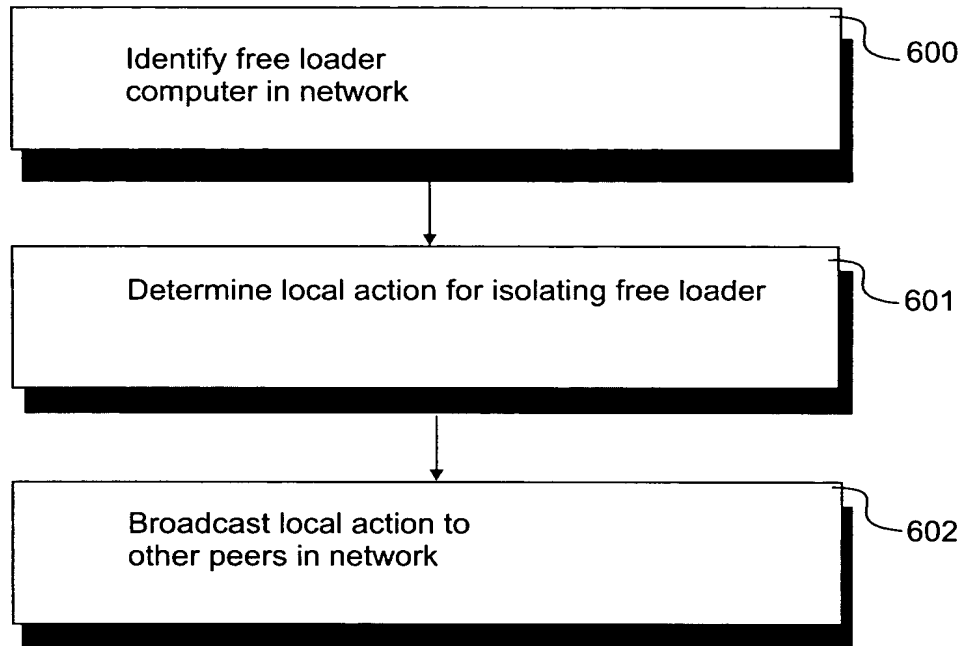 Identify free loader
computer in network
600
Determine local action for isolating free loader
601
Broadcast local action to
other peers in network
602